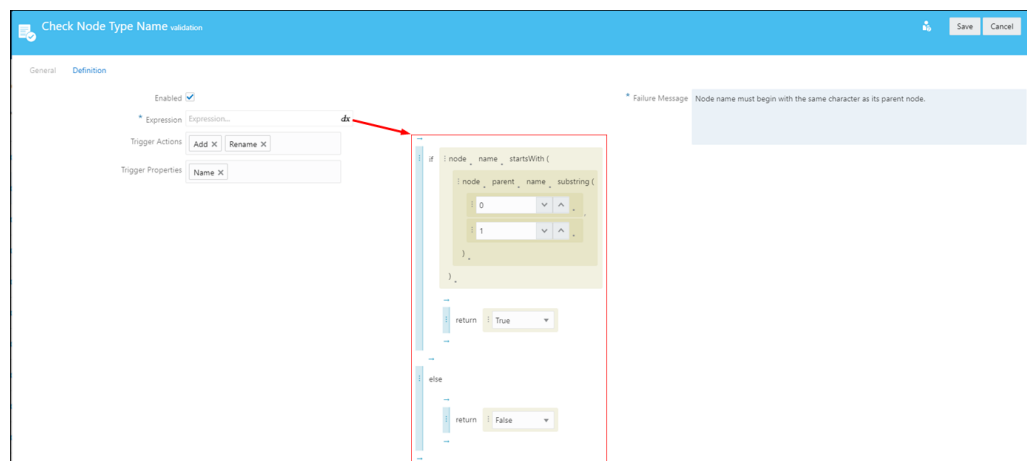 Check Node Type Name validation
Save Cancel
General Definition
Enabled
* Expression Expression... dx
Trigger Actions Add × Rename ×
Trigger Properties Name ×
* Failure Message Node name must begin with the same character as its parent node.
if node . name . startsWith (
node . parent . name . substring (
0 ,
1
) .
) .
return True
else
return False